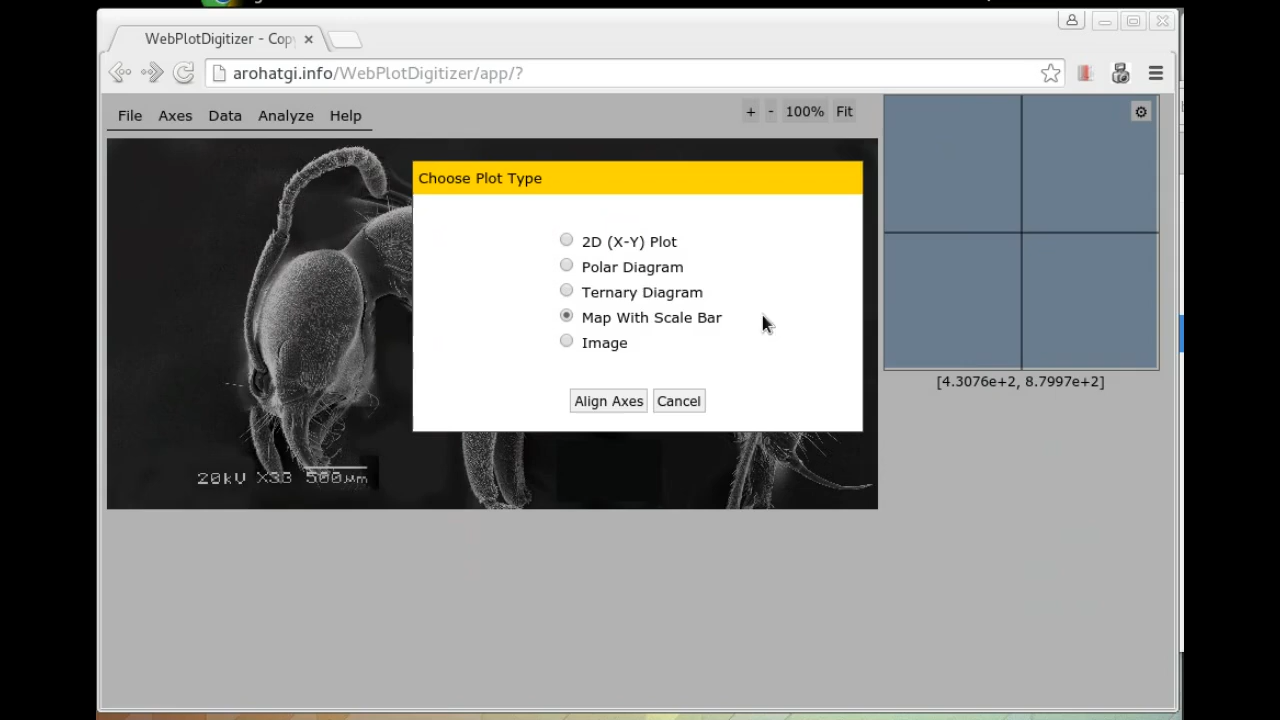 WebPlotDigitizer - Cop
arohatgi.info/WebPlotDigitizer/app/?
File Axes Data Analyze Help
+ - 100% Fit
Choose Plot Type
2D (X-Y) Plot
Polar Diagram
Ternary Diagram
Map With Scale Bar
Image
Align Axes Cancel
[4.3076e+2, 8.7997e+2]
20kV X33 500µm